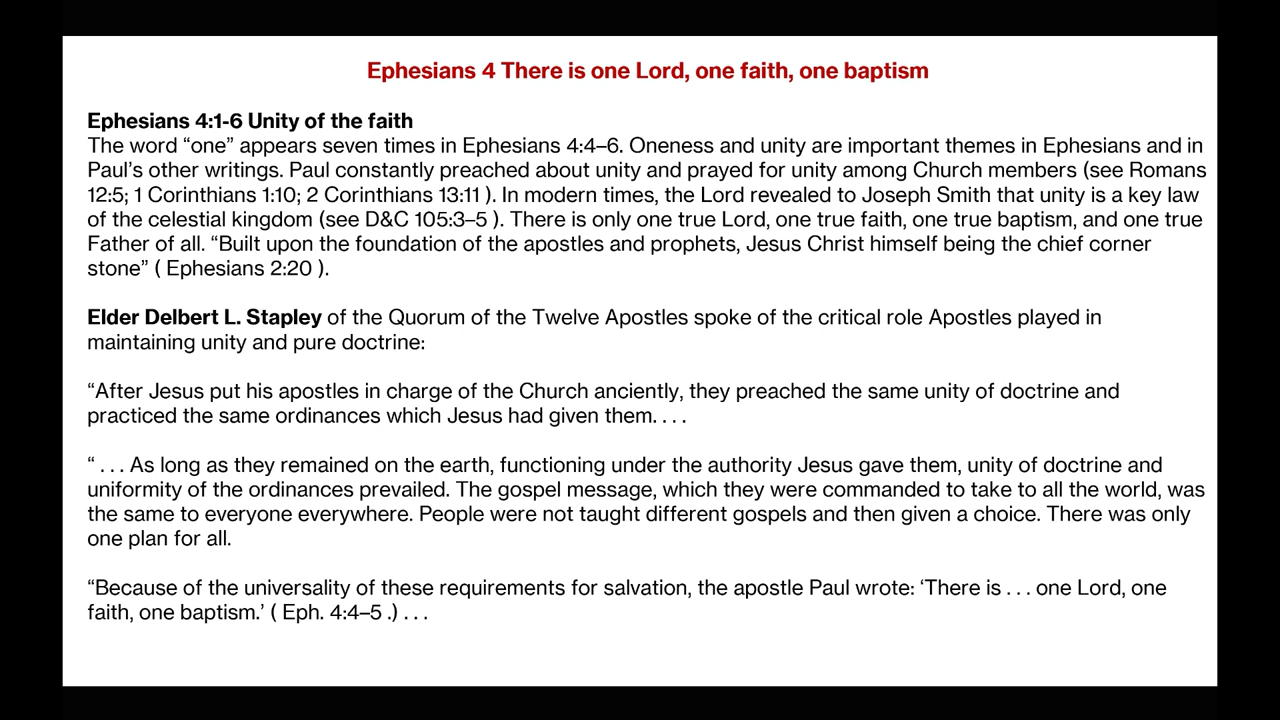 Ephesians 4 There is one Lord, one faith, one baptism
Ephesians 4:1-6 Unity of the faith
The word “one” appears seven times in Ephesians 4:4–6. Oneness and unity are important themes in Ephesians and in
Paul’s other writings. Paul constantly preached about unity and prayed for unity among Church members (see Romans
12:5; 1 Corinthians 1:10; 2 Corinthians 13:11 ). In modern times, the Lord revealed to Joseph Smith that unity is a key law
of the celestial kingdom (see D&C 105:3–5 ). There is only one true Lord, one true faith, one true baptism, and one true
Father of all. “Built upon the foundation of the apostles and prophets, Jesus Christ himself being the chief corner
stone” ( Ephesians 2:20 ).
Elder Delbert L. Stapley of the Quorum of the Twelve Apostles spoke of the critical role Apostles played in
maintaining unity and pure doctrine:
“After Jesus put his apostles in charge of the Church anciently, they preached the same unity of doctrine and
practiced the same ordinances which Jesus had given them. . . .
“ . . . As long as they remained on the earth, functioning under the authority Jesus gave them, unity of doctrine and
uniformity of the ordinances prevailed. The gospel message, which they were commanded to take to all the world, was
the same to everyone everywhere. People were not taught different gospels and then given a choice. There was only
one plan for all.
“Because of the universality of these requirements for salvation, the apostle Paul wrote: ‘There is . . . one Lord, one
faith, one baptism.’ ( Eph. 4:4–5 .) . . .